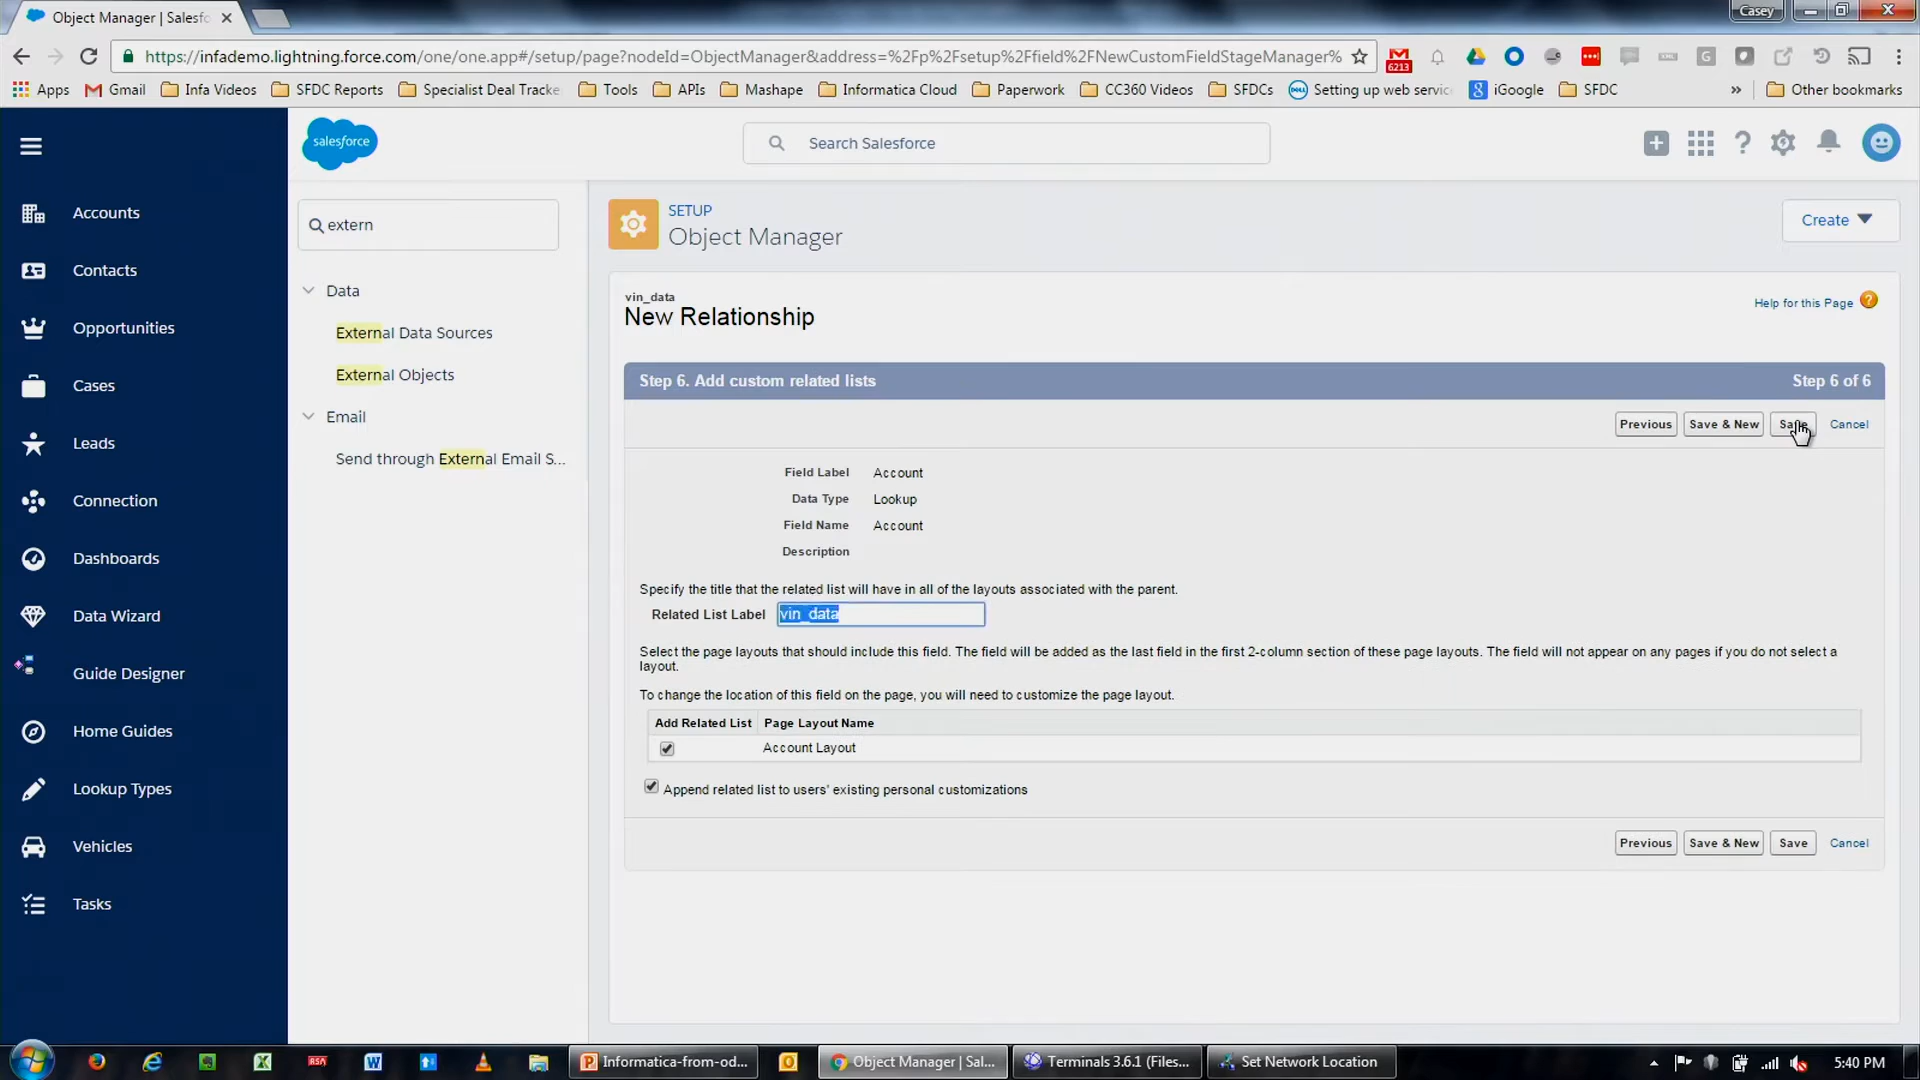 Object Manager | Salesfo
Casey
https://infademo.lightning.force.com/one/one.app#/setup/page?nodeId=ObjectManager&address=%2Fp%2Fsetup%2Ffield%2FNewCustomFieldStageManager%
6213
Apps
Gmail
Infa Videos
SFDC Reports
Specialist Deal Tracke
Tools
APIs
Mashape
Informatica Cloud
Paperwork
CC360 Videos
SFDCs
Setting up web servic
iGoogle
SFDC
»
Other bookmarks
salesforce
Search Salesforce
Accounts
Contacts
Opportunities
Cases
Leads
Connection
Dashboards
Data Wizard
Guide Designer
Home Guides
Lookup Types
Vehicles
Tasks
extern
Data
External Data Sources
External Objects
Email
Send through External Email S...
SETUP
Object Manager
Create
vin_data
New Relationship
Help for this Page
Step 6. Add custom related lists
Step 6 of 6
Previous
Save & New
Save
Cancel
Field Label Account
Data Type Lookup
Field Name Account
Description
Specify the title that the related list will have in all of the layouts associated with the parent.
Related List Label vin_data
Select the page layouts that should include this field. The field will be added as the last field in the first 2-column section of these page layouts. The field will not appear on any pages if you do not select a
layout.
To change the location of this field on the page, you will need to customize the page layout.
Add Related List Page Layout Name
Account Layout
Append related list to users' existing personal customizations
Previous
Save & New
Save
Cancel
RSA
Informatica-from-od...
Object Manager | Sal...
Terminals 3.6.1 (Files...
Set Network Location
5:40 PM